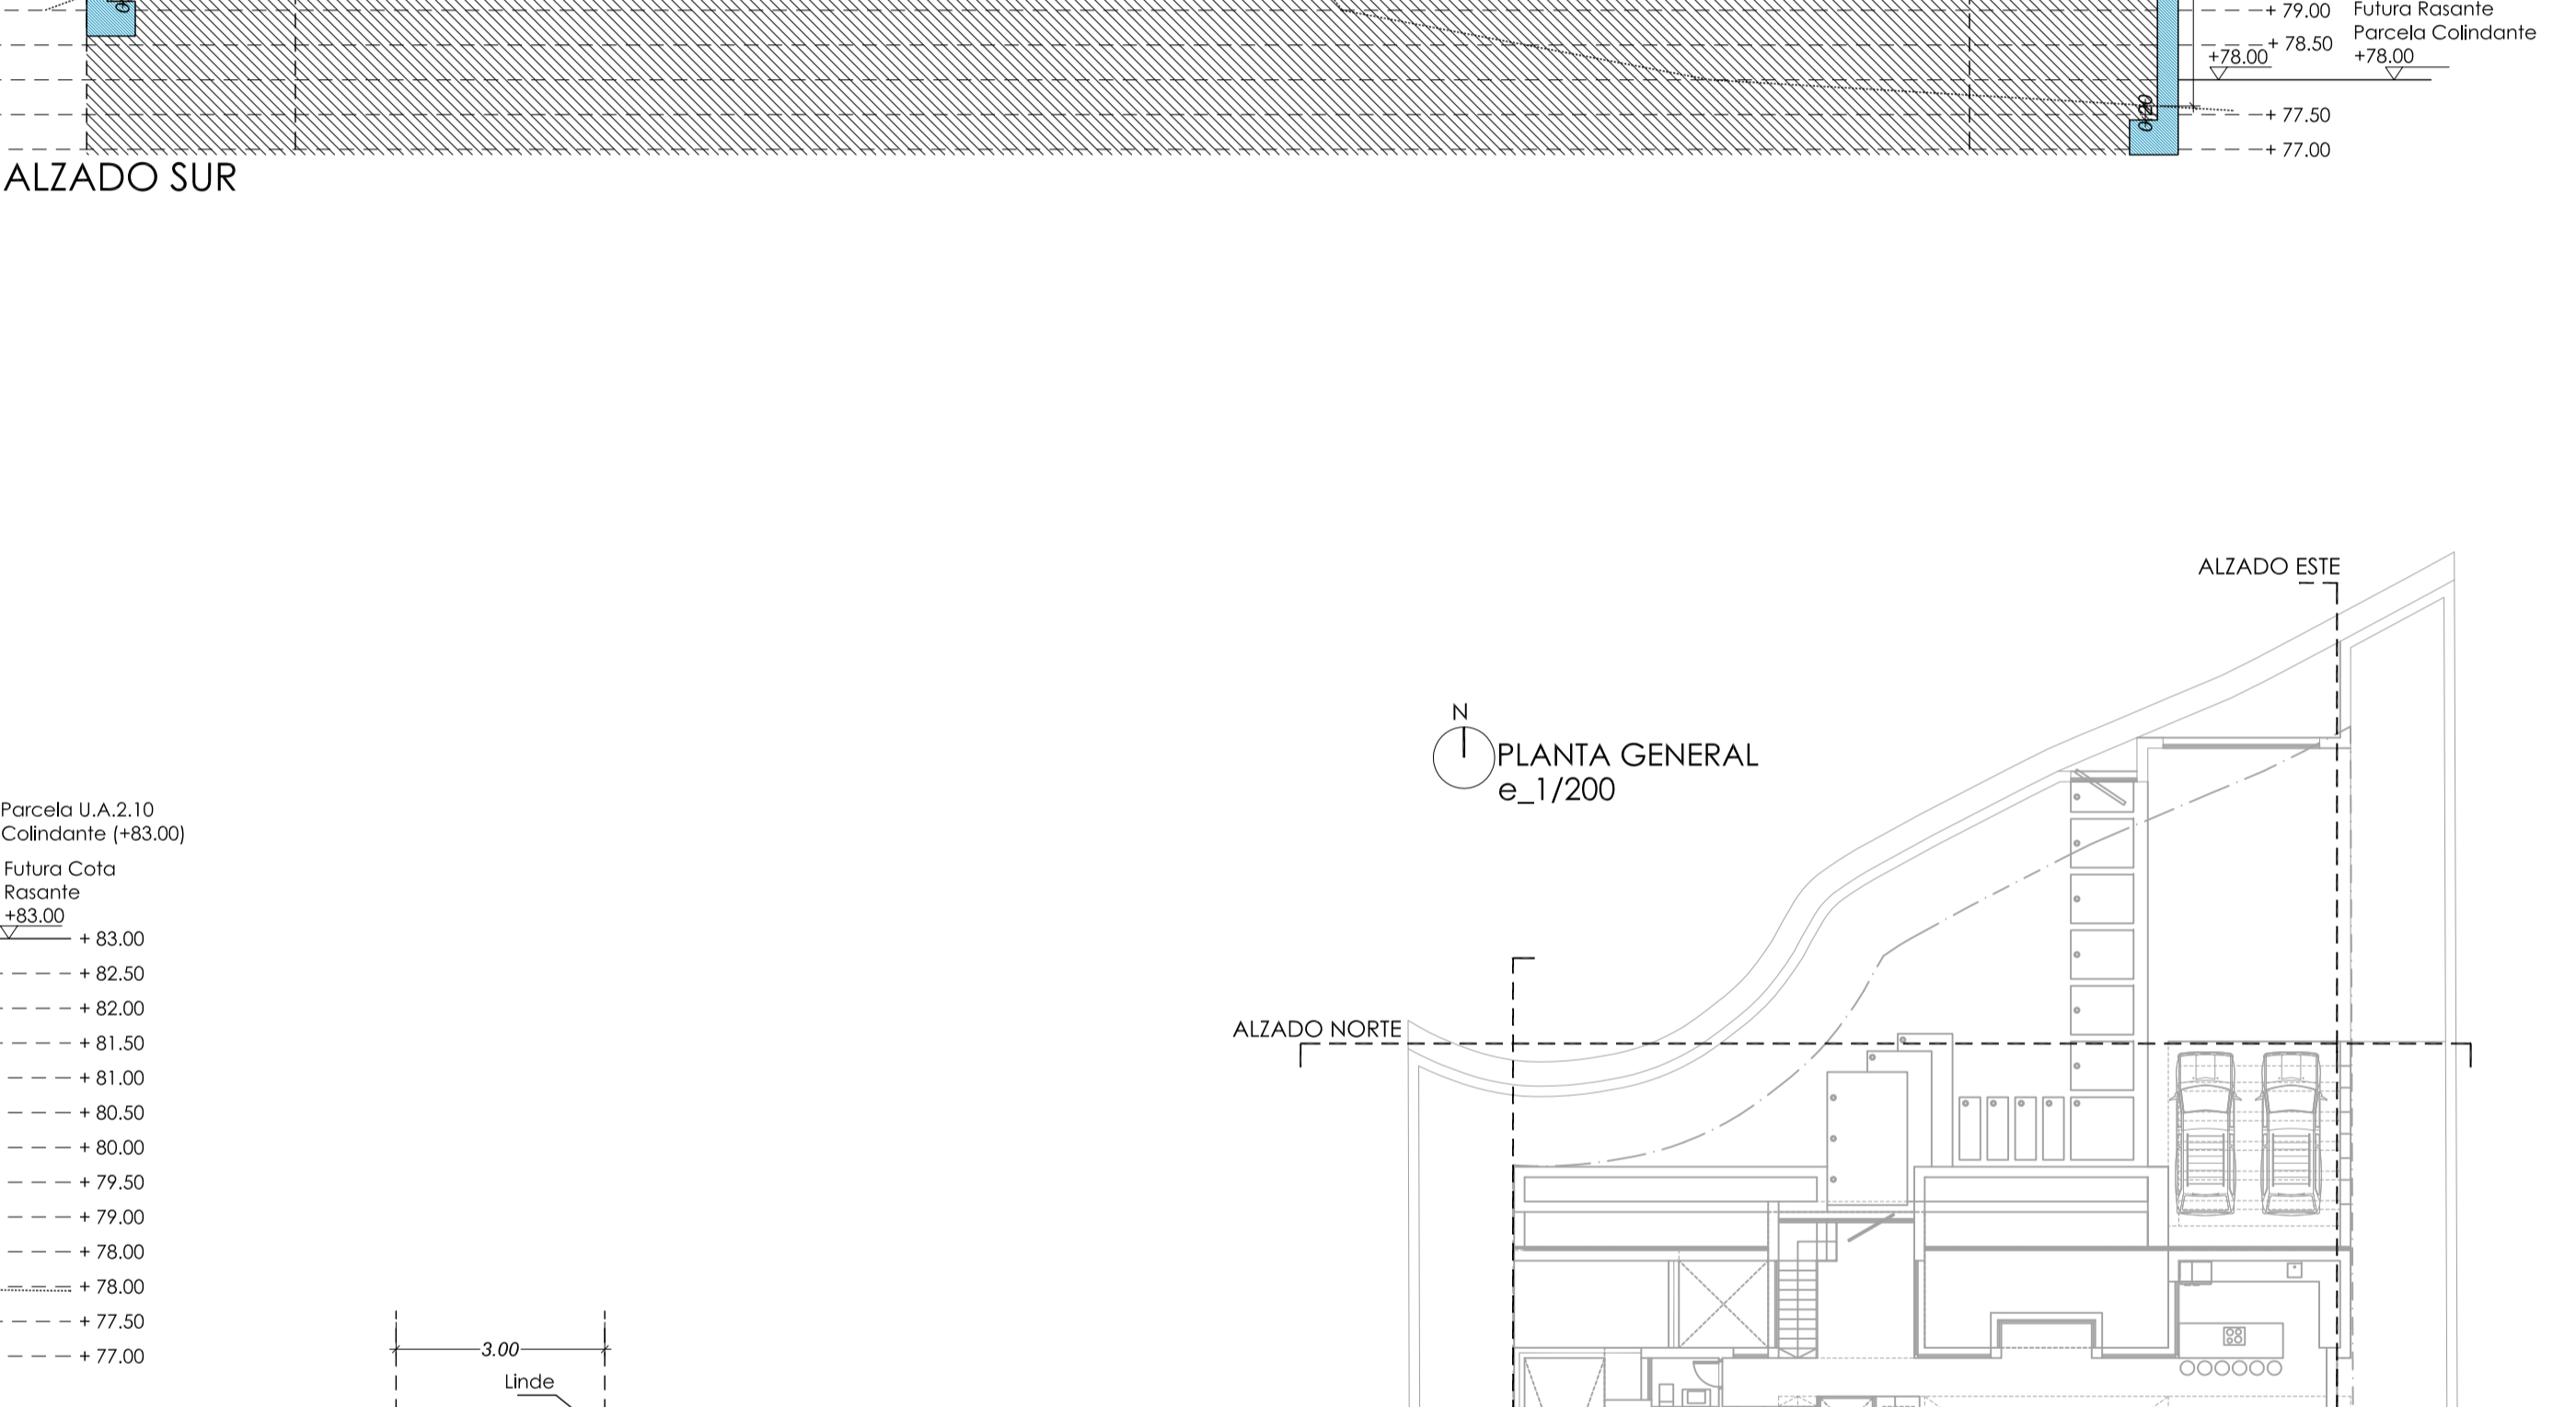 + 79.00
Futura Rasante
Parcela Colindante
+ 78.50
+78.00
+78.00
+ 77.50
0.20
+ 77.00
ALZADO SUR
ALZADO ESTE
N
PLANTA GENERAL
e_1/200
Parcela U.A.2.10
Colindante (+83.00)
Futura Cota
Rasante
+83.00
+ 83.00
+ 82.50
+ 82.00
+ 81.50
ALZADO NORTE
+ 81.00
+ 80.50
+ 80.00
+ 79.50
+ 79.00
+ 78.00
+ 78.00
+ 77.50
+ 77.00
3.00
Linde